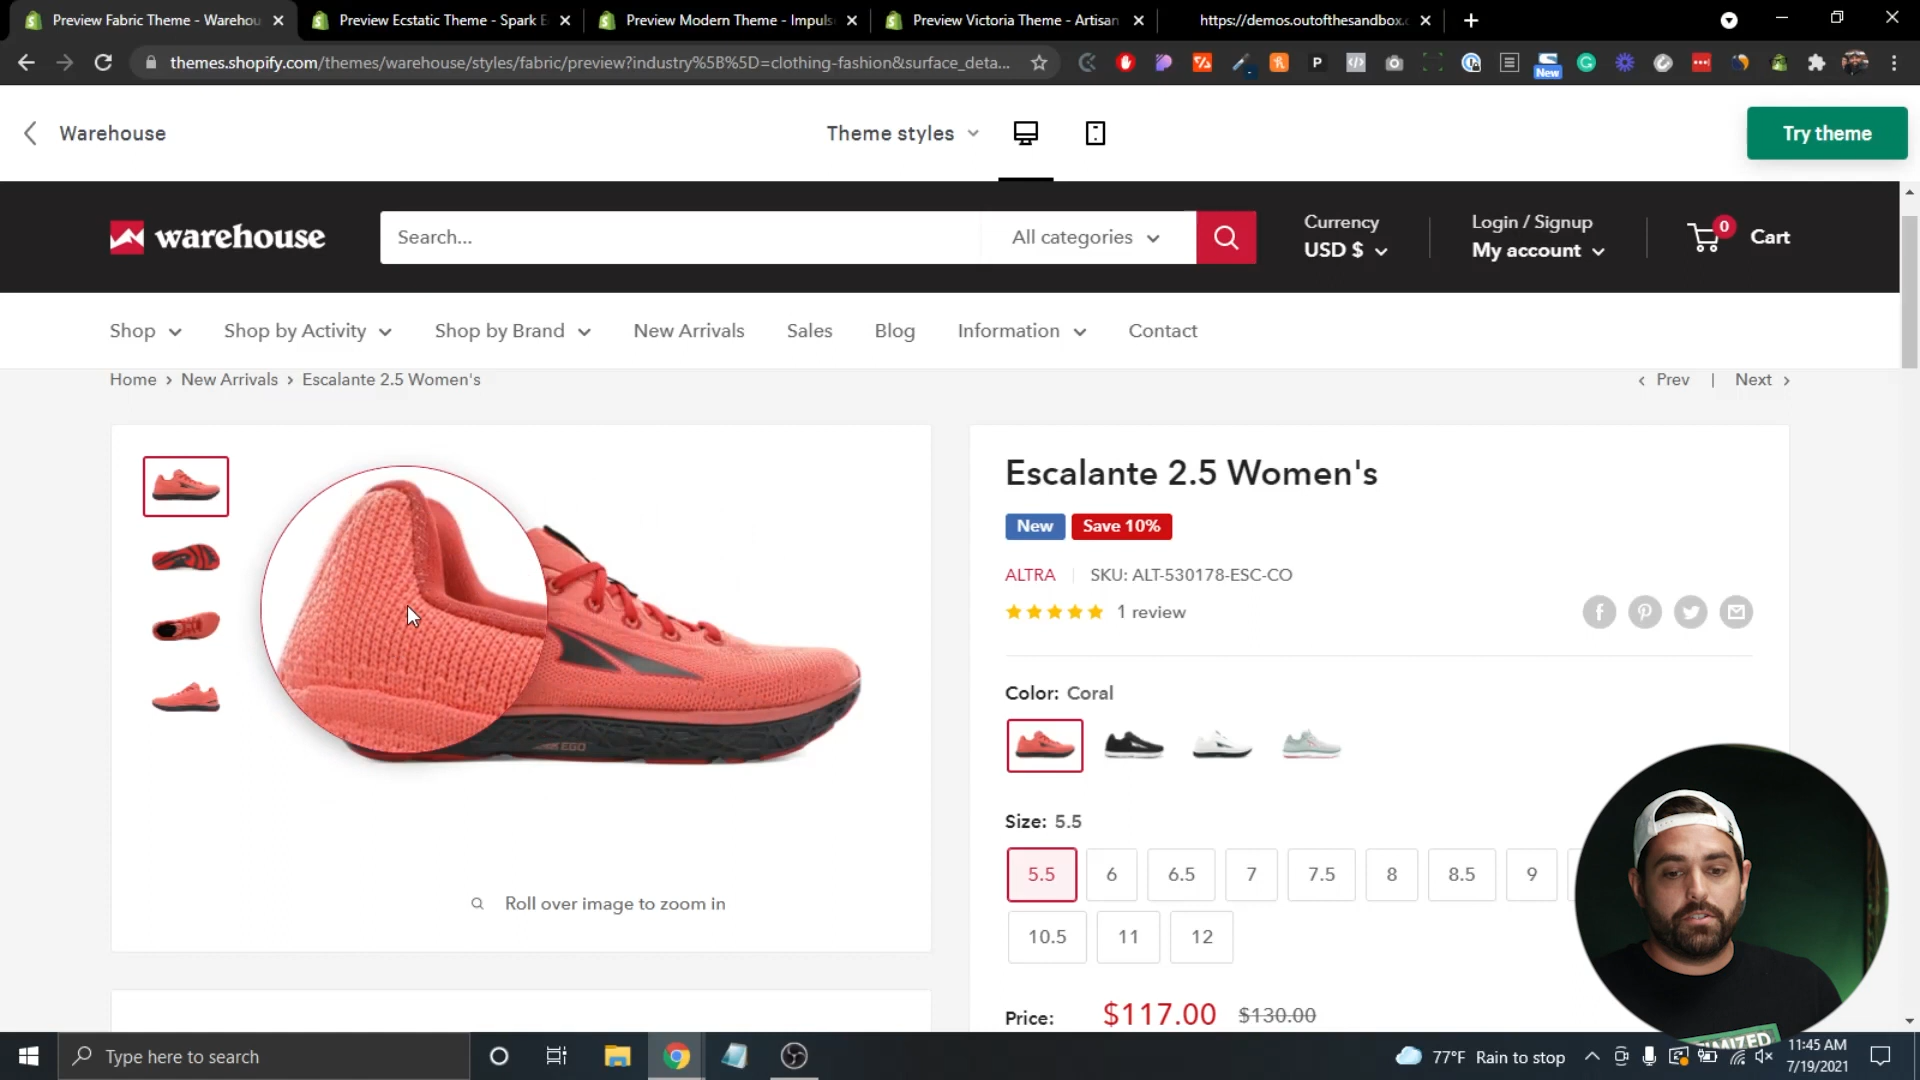 Preview Fabric Theme - Warehou
Preview Ecstatic Theme - Spark E
Preview Modern Theme - Impuls
Preview Victoria Theme - Artisan
https://demos.outofthesandbox.c
themes.shopify.com/themes/warehouse/styles/fabric/preview?industry%5B%5D=clothing-fashion&surface_deta...
New
Warehouse
Theme styles
Try theme
warehouse
Search...
All categories
Currency
USD $
Login / Signup
My account
0
Cart
Shop
Shop by Activity
Shop by Brand
New Arrivals
Sales
Blog
Information
Contact
Home › New Arrivals › Escalante 2.5 Women's
‹ Prev | Next ›
Escalante 2.5 Women's
New
Save 10%
ALTRA
SKU: ALT-530178-ESC-CO
1 review
Color: Coral
EGO
Size: 5.5
5.5
6
6.5
7
7.5
8
8.5
9
10.5
11
12
Roll over image to zoom in
Price: $117.00 $130.00
Type here to search
77°F Rain to stop
11:45 AM
7/19/2021